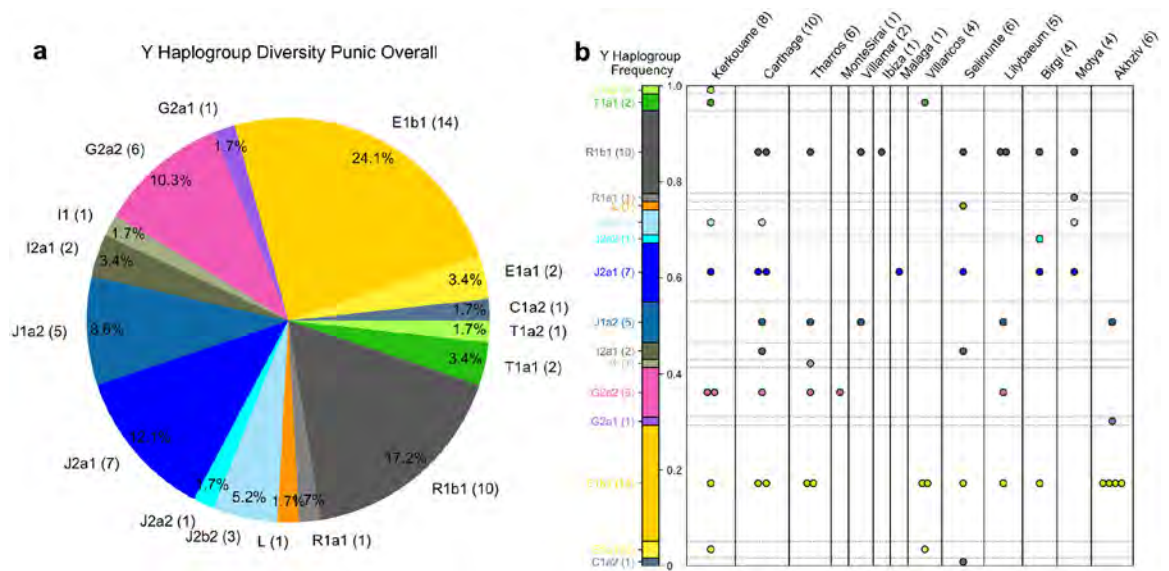 a
Y Haplogroup Diversity Punic Overall
G2a1 (1)
E1b1 (14)
G2a2 (6)
1.7%
24.1%
10.3%
I1 (1)
1.7%
I2a1 (2)
3.4%
E1a1 (2)
3.4%
C1a2 (1)
1.7%
J1a2 (5)
8.6%
T1a2 (1)
1.7%
T1a1 (2)
3.4%
J2a1 (7)
12.1%
17.2%
R1b1 (10)
J2a2 (1)
1.7%
J2b2 (3)
5.2%
L (1)
1.7%
R1a1 (1)
1.7%
b
Y Haplogroup
Frequency
Kerkouane (8)
Carthage (10)
Tharros (6)
MonteSirai (1)
Villamar (2)
Ibiza (1)
Malaga (1)
Villaricos (4)
Selinunte (6)
Lilybaeum (5)
Birgi (4)
Motya (4)
Akhziv (6)
1.0
T1a1 (2)
R1b1 (10)
0.8
R1a1 (1)
J2a1 (7)
0.6
J1a2 (5)
I2a1 (2)
0.4
G2a2 (6)
G2a1 (1)
0.2
C1a2 (1)
0